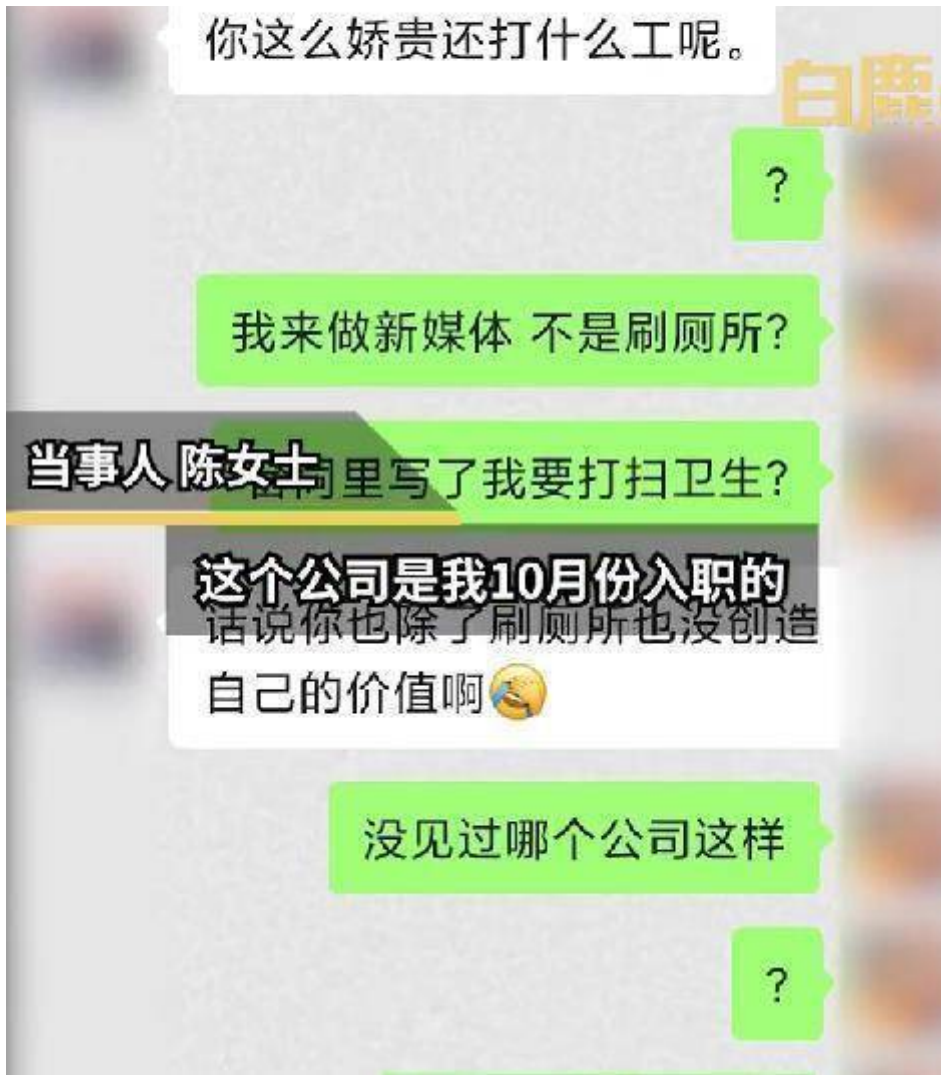 你这么娇贵还打什么工呢。
白鹿
?
我来做新媒体 不是刷厕所?
当事人 陈女士
同里写了我要打扫卫生?
这个公司是我10月份入职的
话说你也除了刷厕所也没创造
自己的价值啊
没见过哪个公司这样
?